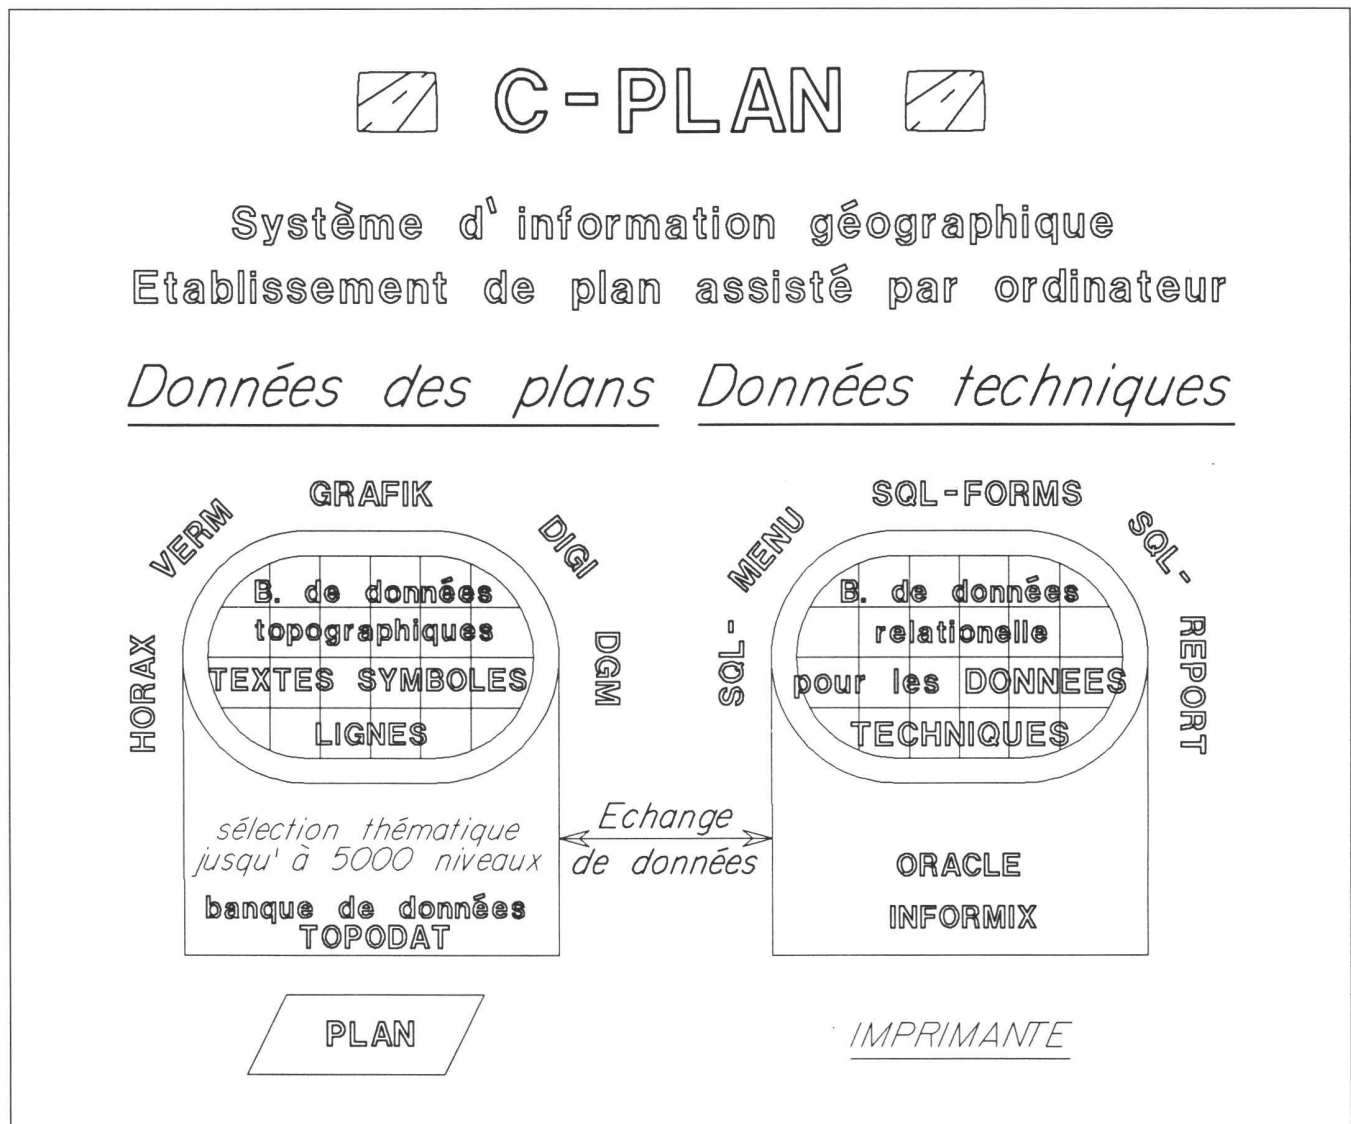 C-PLAN
Système d'information géographique
Etablissement de plan assisté par ordinateur
Données des plans
HORAX
VERM
GRAFIK
DIGI
DGM
B. de données
topographiques
TEXTES SYMBOLES
LIGNES
sélection thématique
jusqu'à 5000 niveaux
banque de données
TOPODAT
PLAN
Echange
de données
Données techniques
SQL-
MENU
SQL-FORMS
SQL-
REPORT
B. de données
relationelle
pour les DONNEES
TECHNIQUES
ORACLE
INFORMIX
IMPRIMANTE